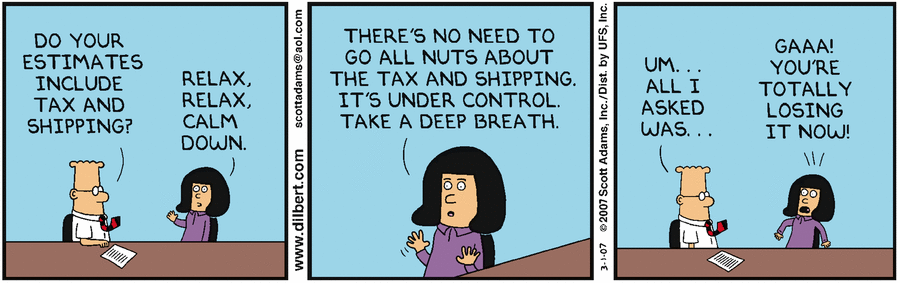 DO YOUR
ESTIMATES
INCLUDE
TAX AND
SHIPPING?
RELAX,
RELAX,
CALM
DOWN.
www.dilbert.com scottadams@aol.com
THERE'S NO NEED TO
GO ALL NUTS ABOUT
THE TAX AND SHIPPING.
IT'S UNDER CONTROL.
TAKE A DEEP BREATH.
3-1-07 ©2007 Scott Adams, Inc./Dist. by UFS, Inc.
UM...
ALL I
ASKED
WAS...
GAAA!
YOU'RE
TOTALLY
LOSING
IT NOW!